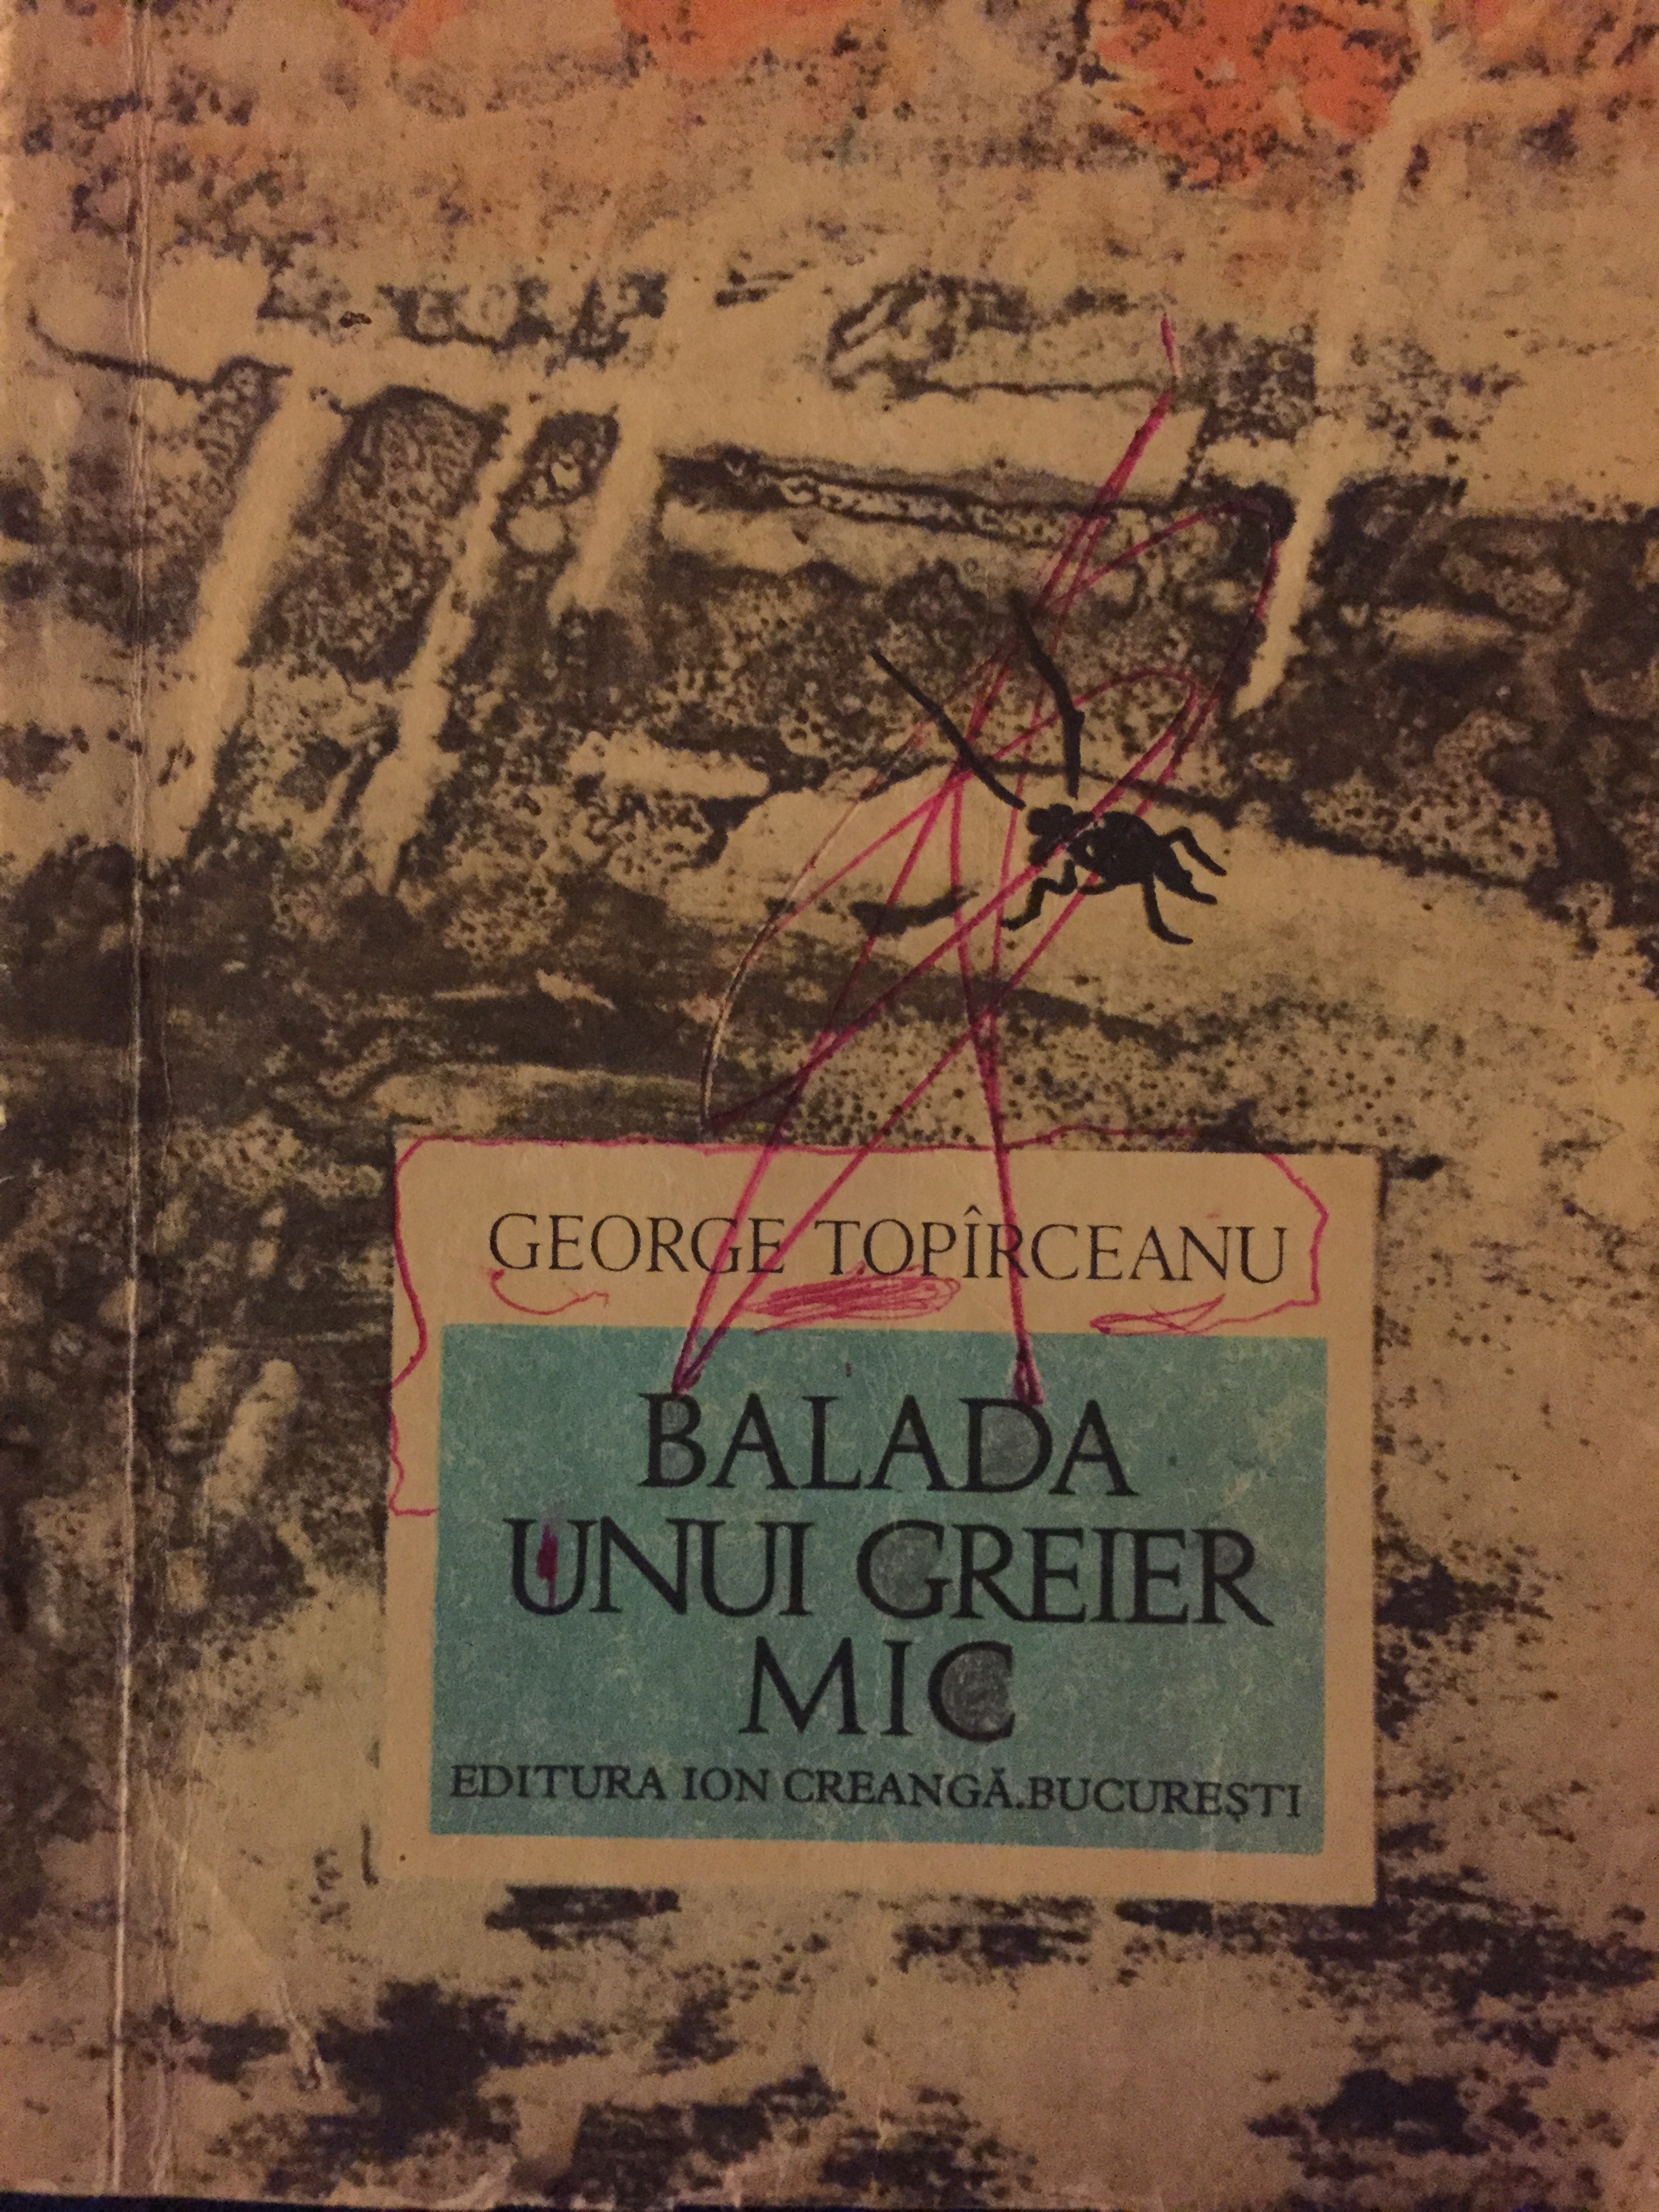 GEORGE TOPÎRCEANU
BALADA
UNUI GREIER
MIC
EDITURA ION CREANGĂ.BUCUREȘTI